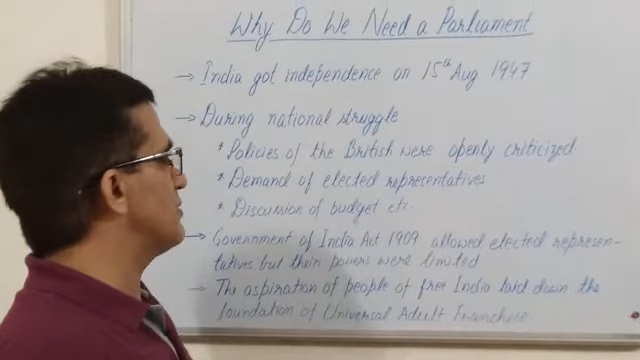 Why Do We Need a Parliament
→ India got independence on 15th Aug 1947
→ During national struggle
* Policies of the British were openly criticized
* Demand of elected representatives
* Discussion of budget etc.
→ Government of India Act 1909 allowed elected represen-
tatives but their powers were limited
→ The aspiration of people of free India laid down the
foundation of Universal Adult Franchise.